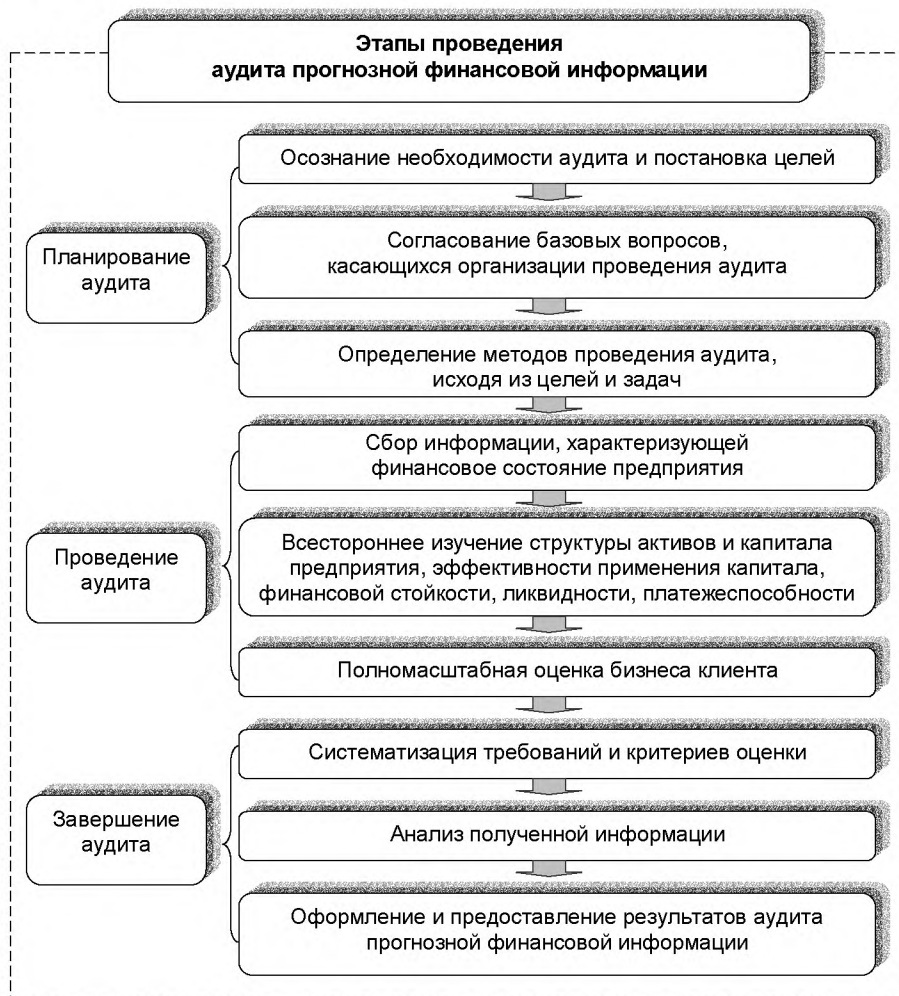 Этапы проведения
аудита прогнозной финансовой информации
Планирование
аудита
Осознание необходимости аудита и постановка целей
Согласование базовых вопросов,
касающихся организации проведения аудита
Определение методов проведения аудита,
исходя из целей и задач
Проведение
аудита
Сбор информации, характеризующей
финансовое состояние предприятия
Всестороннее изучение структуры активов и капитала
предприятия, эффективности применения капитала,
финансовой стойкости, ликвидности, платежеспособности
Полномасштабная оценка бизнеса клиента
Завершение
аудита
Систематизация требований и критериев оценки
Анализ полученной информации
Оформление и предоставление результатов аудита
прогнозной финансовой информации